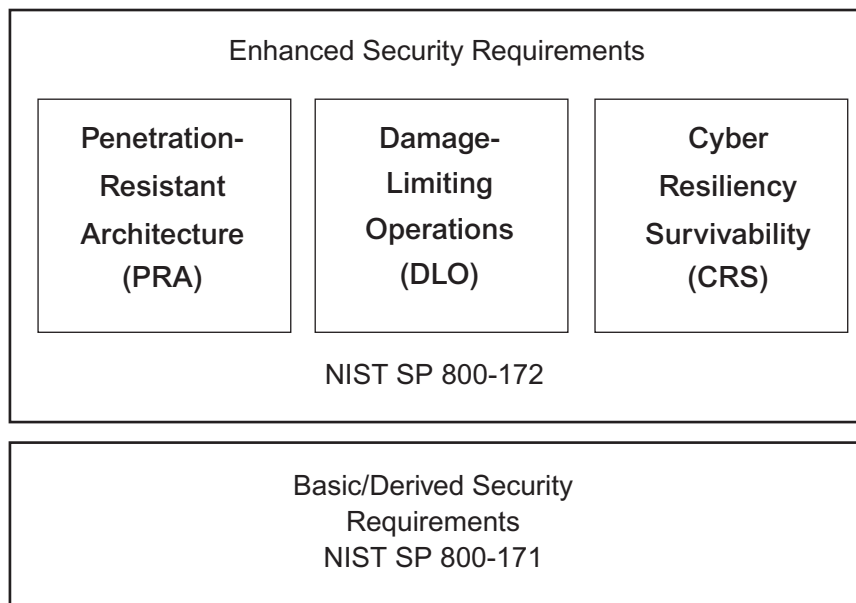 Enhanced Security Requirements
Penetration-
Resistant
Architecture
(PRA)
Damage-
Limiting
Operations
(DLO)
Cyber
Resiliency
Survivability
(CRS)
NIST SP 800-172
Basic/Derived Security
Requirements
NIST SP 800-171